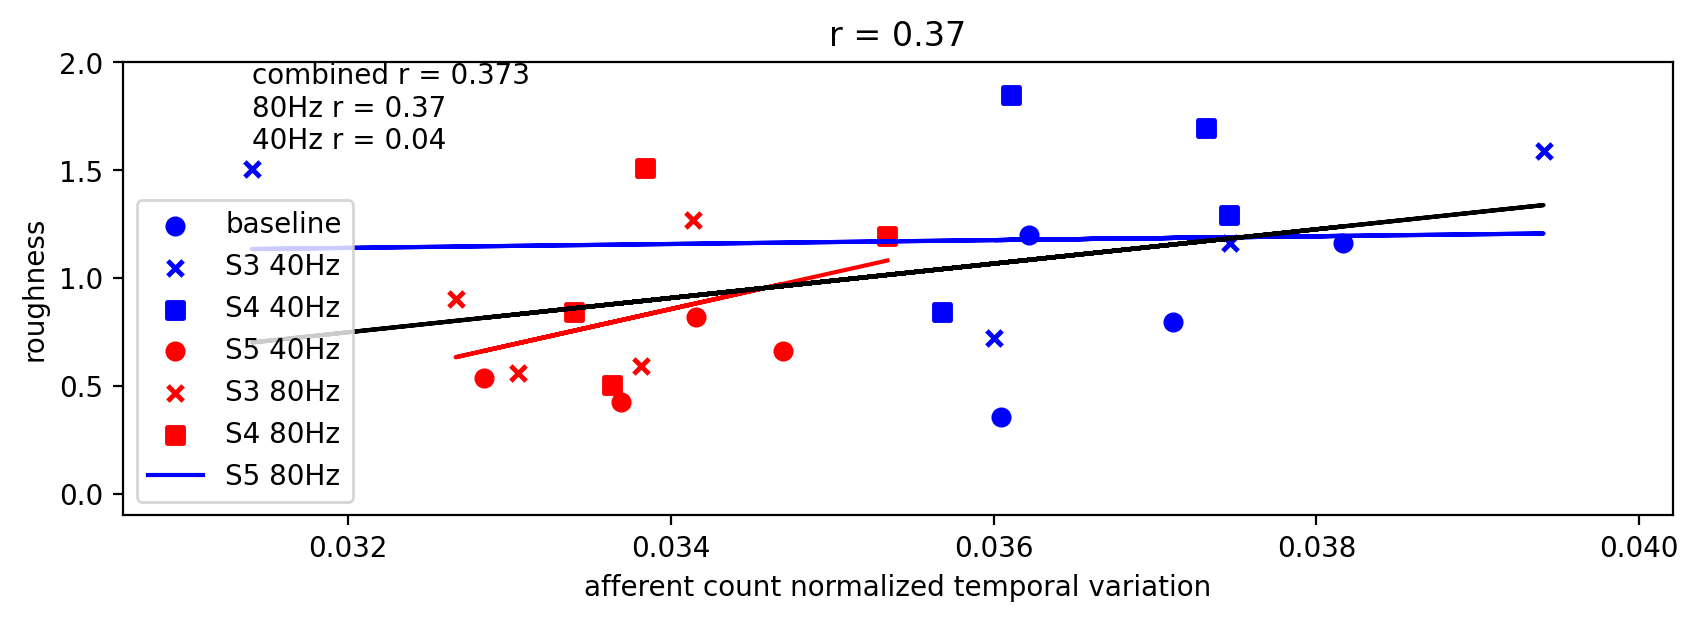 r = 0.37
combined r = 0.373
80Hz r = 0.37
40Hz r = 0.04
baseline
S3 40Hz
S4 40Hz
S5 40Hz
S3 80Hz
S4 80Hz
S5 80Hz
roughness
2.0
1.5
1.0
0.5
0.0
0.032 0.034 0.036 0.038 0.040
afferent count normalized temporal variation